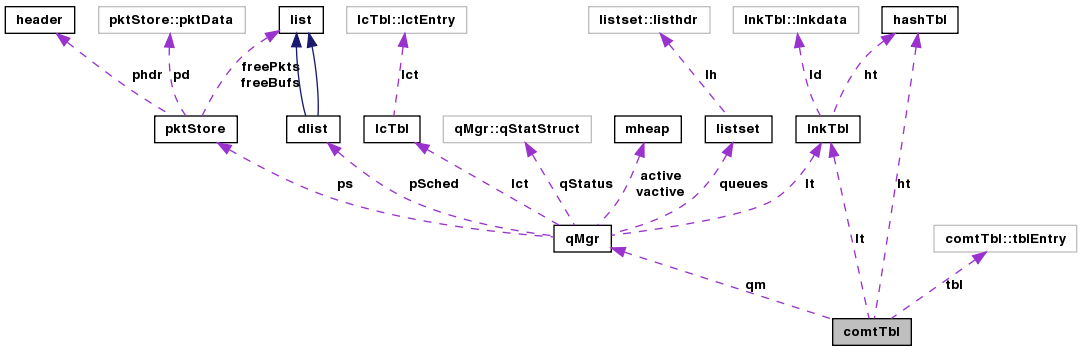 header
pktStore::pktData
list
lcTbl::lctEntry
listset::listhdr
lnkTbl::lnkdata
hashTbl
phdr
pd
freePkts
freeBufs
lct
lh
ld
ht
pktStore
dlist
lcTbl
qMgr::qStatStruct
mheap
listset
lnkTbl
ps
pSched
lct
qStatus
active
vactive
queues
lt
ht
qMgr
lt
comtTbl::tblEntry
qm
tbl
comtTbl